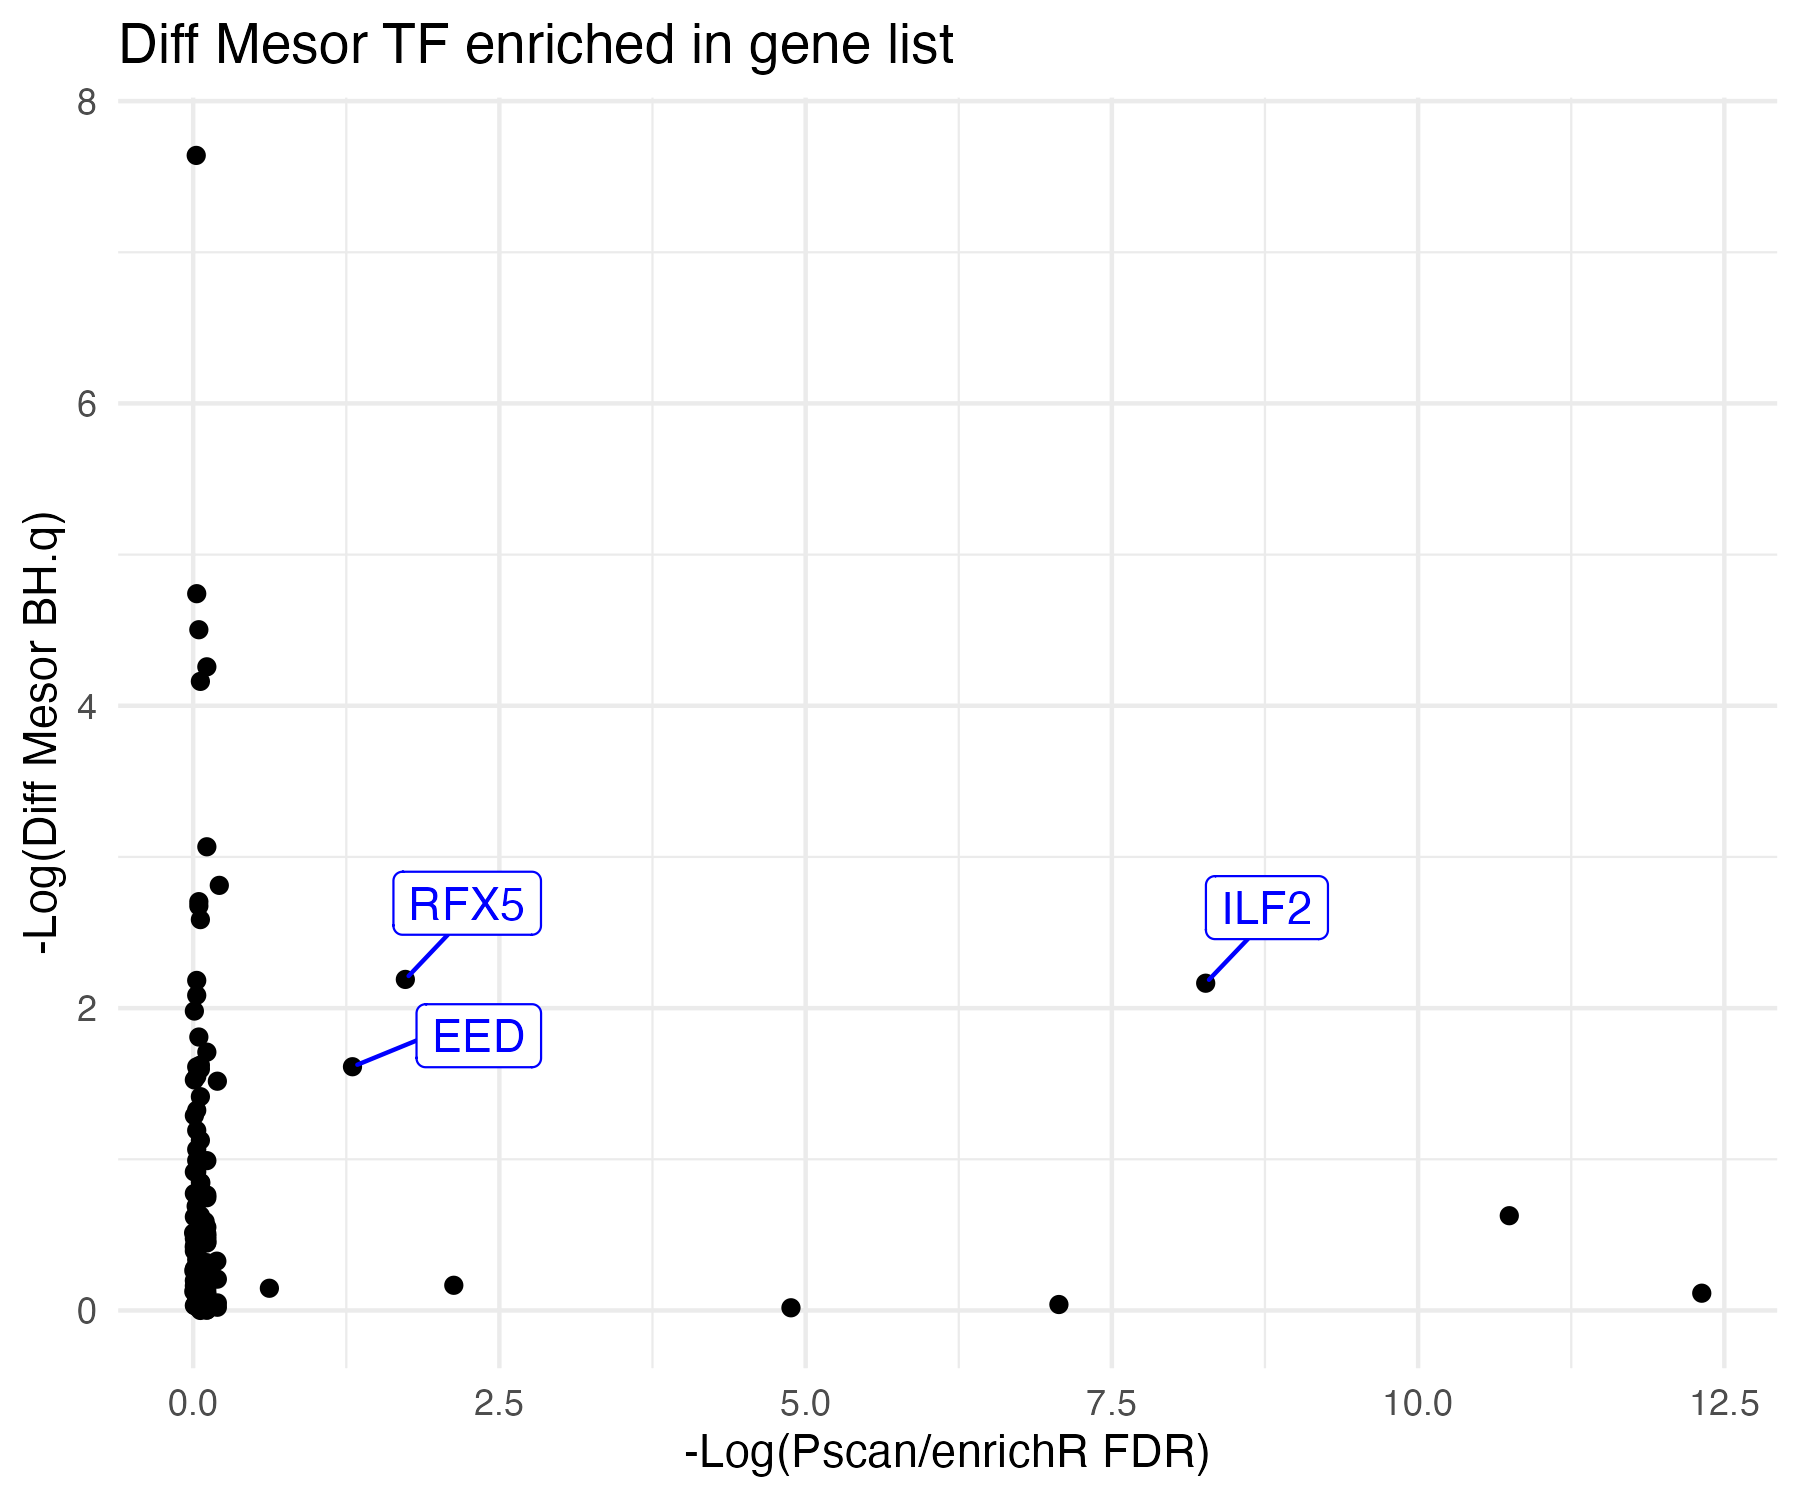 Diff Mesor TF enriched in gene list
8
6
4
2
0
-Log(Diff Mesor BH.q)
RFX5
ILF2
EED
0.0 2.5 5.0 7.5 10.0 12.5
-Log(Pscan/enrichR FDR)